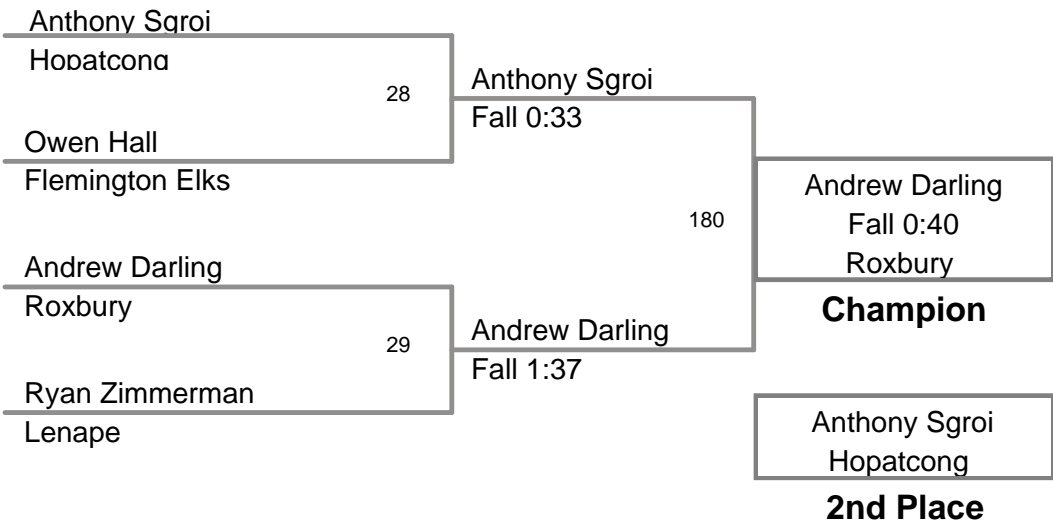 Anthony Sgroi
Hopatcong
28
Anthony Sgroi
Fall 0:33
Owen Hall
Flemington Elks
180
Andrew Darling
Fall 0:40
Roxbury
Champion
Andrew Darling
Roxbury
29
Andrew Darling
Fall 1:37
Ryan Zimmerman
Lenape
Anthony Sgroi
Hopatcong
2nd Place